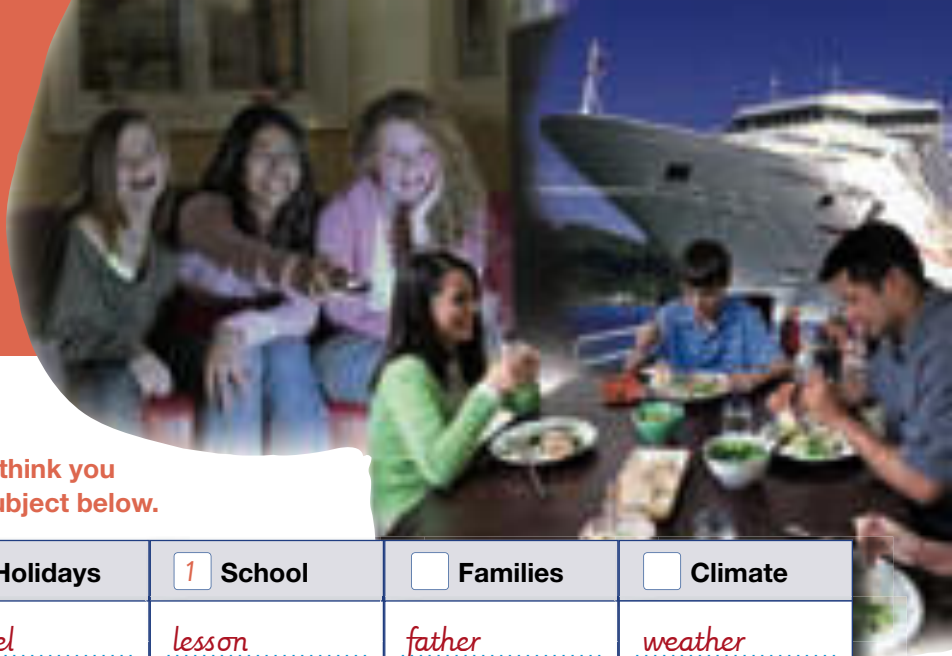 think you
ubject below.
Holidays 1 School Families Climate
el lesson father weather